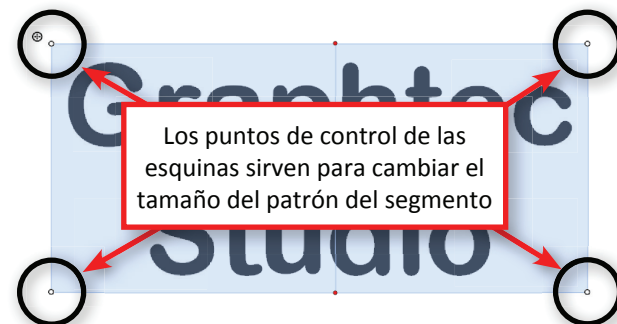 Graphtec
Los puntos de control de las
esquinas sirven para cambiar el
tamaño del patrón del segmento
Studio